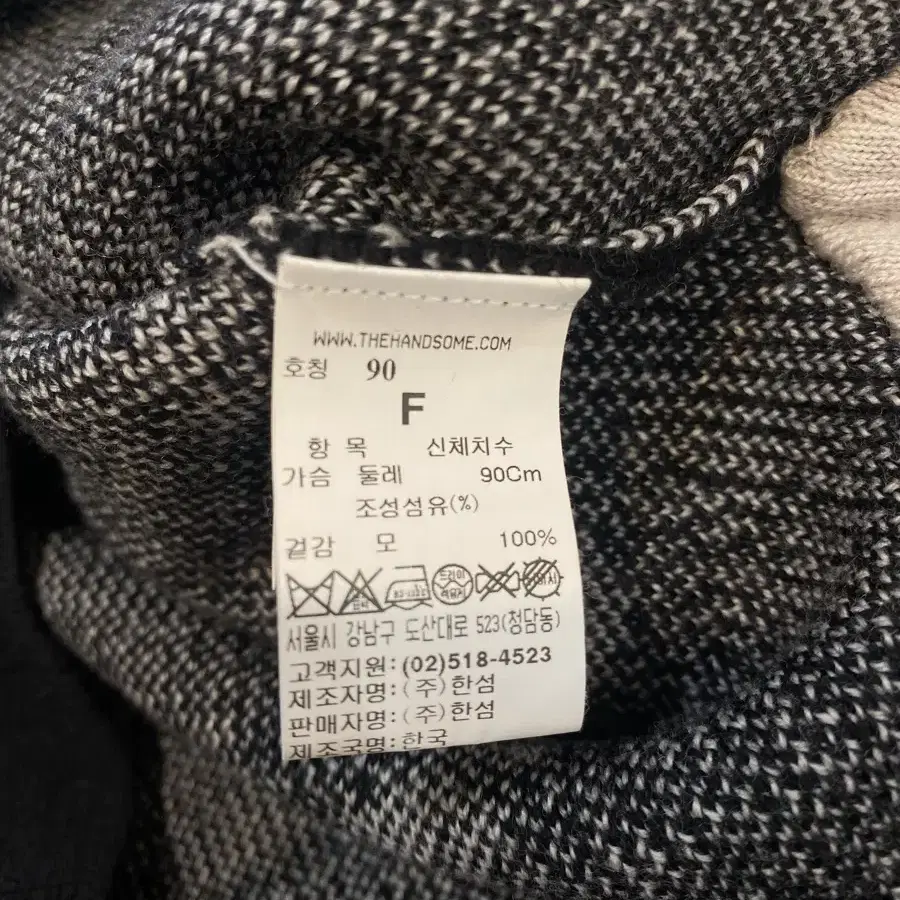 WWW.THEHANDSOME.COM
호칭 90
F
항 목 신체치수
가슴 둘레 90Cm
조성섬유(%)
겉감 모 100%
드라이
서울시 강남구 도산대로 523(청담동)
고객지원:(02)518-4523
제조자명:(주)한섬
판매자명:(주)한섬
제조국명:한국